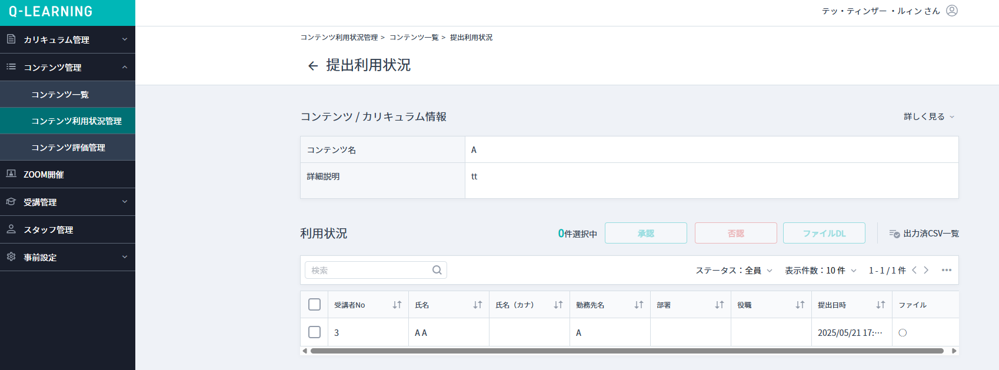 Q-LEARNING
テッ・ティンザー ・ルィン さん
カリキュラム管理
コンテンツ管理
コンテンツ一覧
コンテンツ利用状況管理
コンテンツ評価管理
ZOOM開催
受講管理
スタッフ管理
事前設定
コンテンツ利用状況管理 > コンテンツ一覧 > 提出利用状況
← 提出利用状況
コンテンツ / カリキュラム情報
詳しく見る
コンテンツ名 A
詳細説明 tt
利用状況
0件選択中
承認
否認
ファイルDL
出力済CSV一覧
検索
ステータス：全員
表示件数：10 件
1 - 1 / 1 件
受講者No 氏名 氏名（カナ） 勤務先名 部署 役職 提出日時 ファイル
3 A A A 2025/05/21 17:… ○